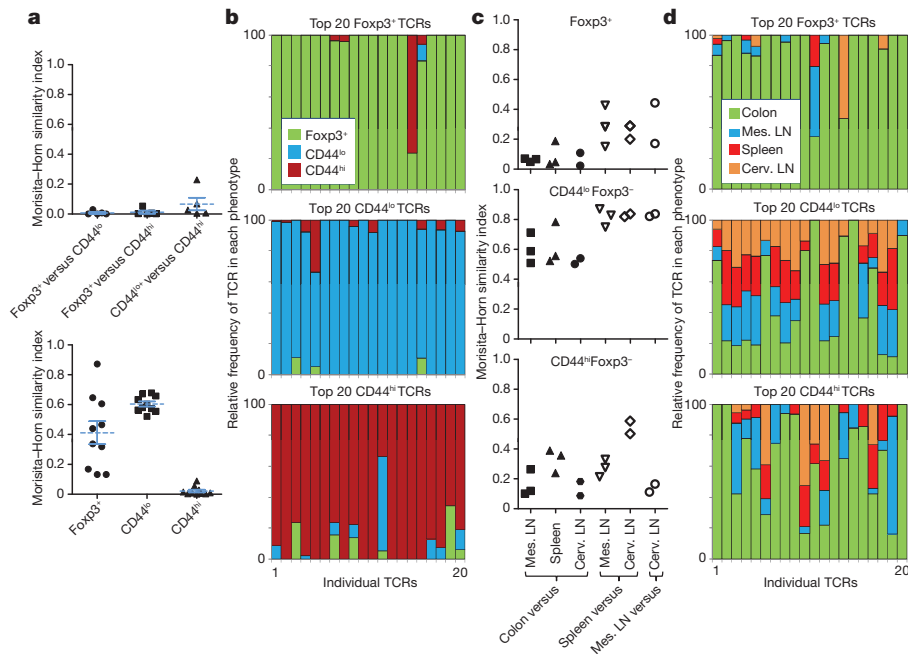 a
Morisita–Horn similarity index
1.0
0.8
0.6
0.4
0.2
0.0
Foxp3⁺ versus CD44ˡᵒ
Foxp3⁺ versus CD44ʰⁱ
CD44ˡᵒ⁺ versus CD44ʰⁱ
Morisita–Horn similarity index
1.0
0.8
0.6
0.4
0.2
0
Foxp3⁺
CD44ˡᵒ
CD44ʰⁱ
b
Relative frequency of TCR in each phenotype
Top 20 Foxp3⁺ TCRs
100
0
Foxp3⁺
CD44ˡᵒ
CD44ʰⁱ
Top 20 CD44ˡᵒ TCRs
100
0
Top 20 CD44ʰⁱ TCRs
100
0
1
20
Individual TCRs
c
Morisita–Horn similarity index
Foxp3⁺
1.0
0.8
0.6
0.4
0.2
0
CD44ˡᵒ Foxp3⁻
1.0
0.8
0.6
0.4
0.2
0
CD44ʰⁱFoxp3⁻
1.0
0.8
0.6
0.4
0.2
0
Mes. LN
Spleen
Cerv. LN
Mes. LN
Cerv. LN
Cerv. LN
Colon versus
Spleen versus
Mes. LN versus
d
Relative frequency of TCR in each phenotype
Top 20 Foxp3⁺ TCRs
100
0
Colon
Mes. LN
Spleen
Cerv. LN
Top 20 CD44ˡᵒ TCRs
100
0
Top 20 CD44ʰⁱ TCRs
100
0
1
20
Individual TCRs